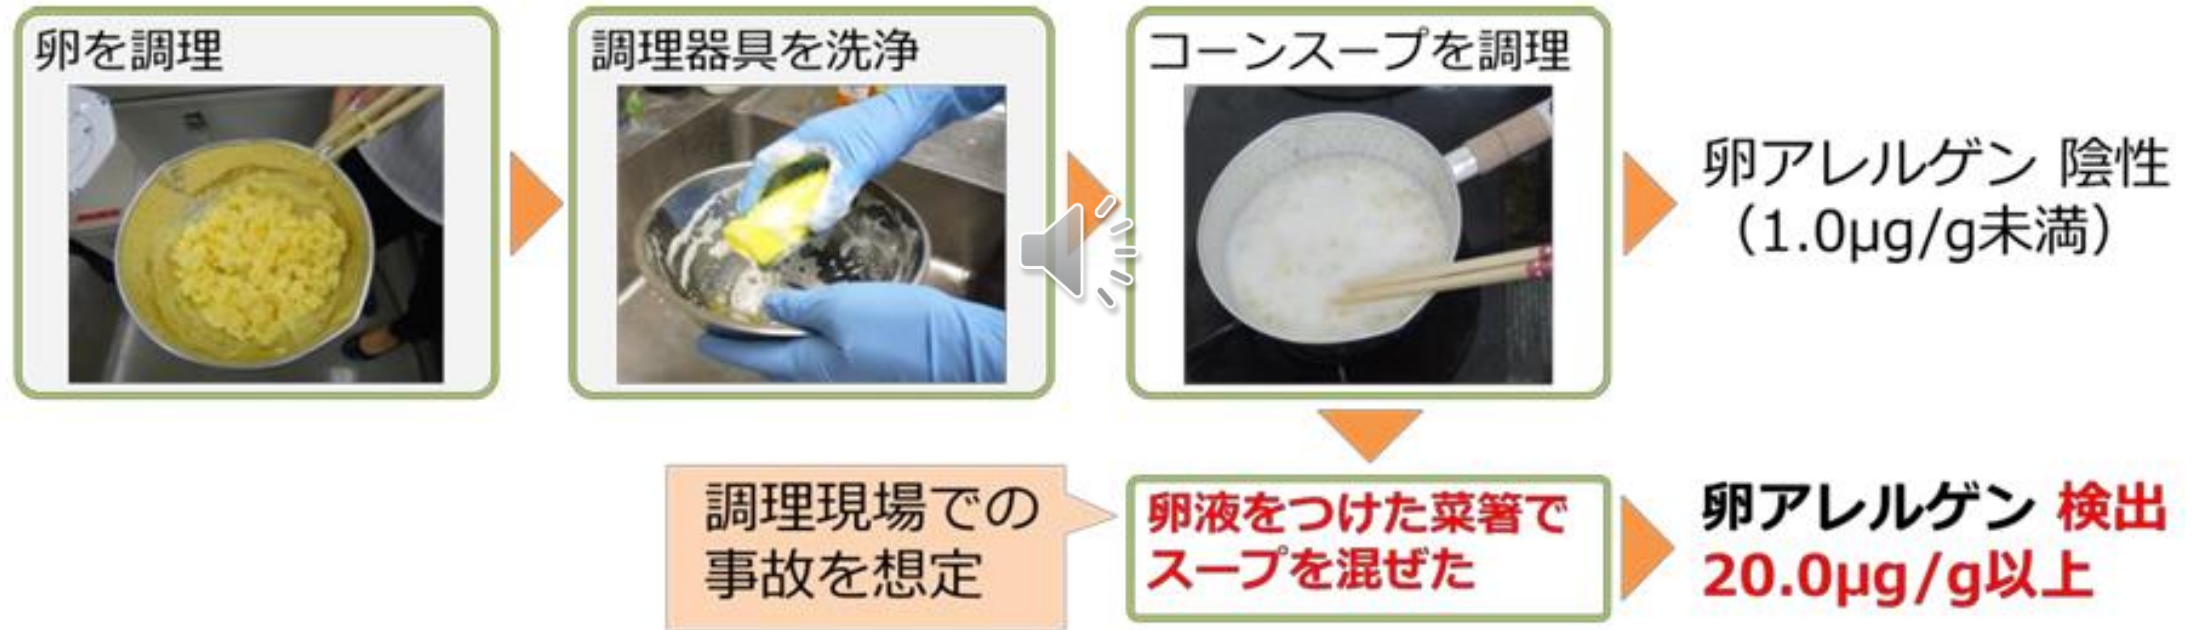 卵を調理
調理器具を洗浄
コーンスープを調理
卵アレルゲン 陰性
（1.0μg/g未満）
調理現場での
事故を想定
卵液をつけた菜箸で
スープを混ぜた
卵アレルゲン 検出
20.0μg/g以上